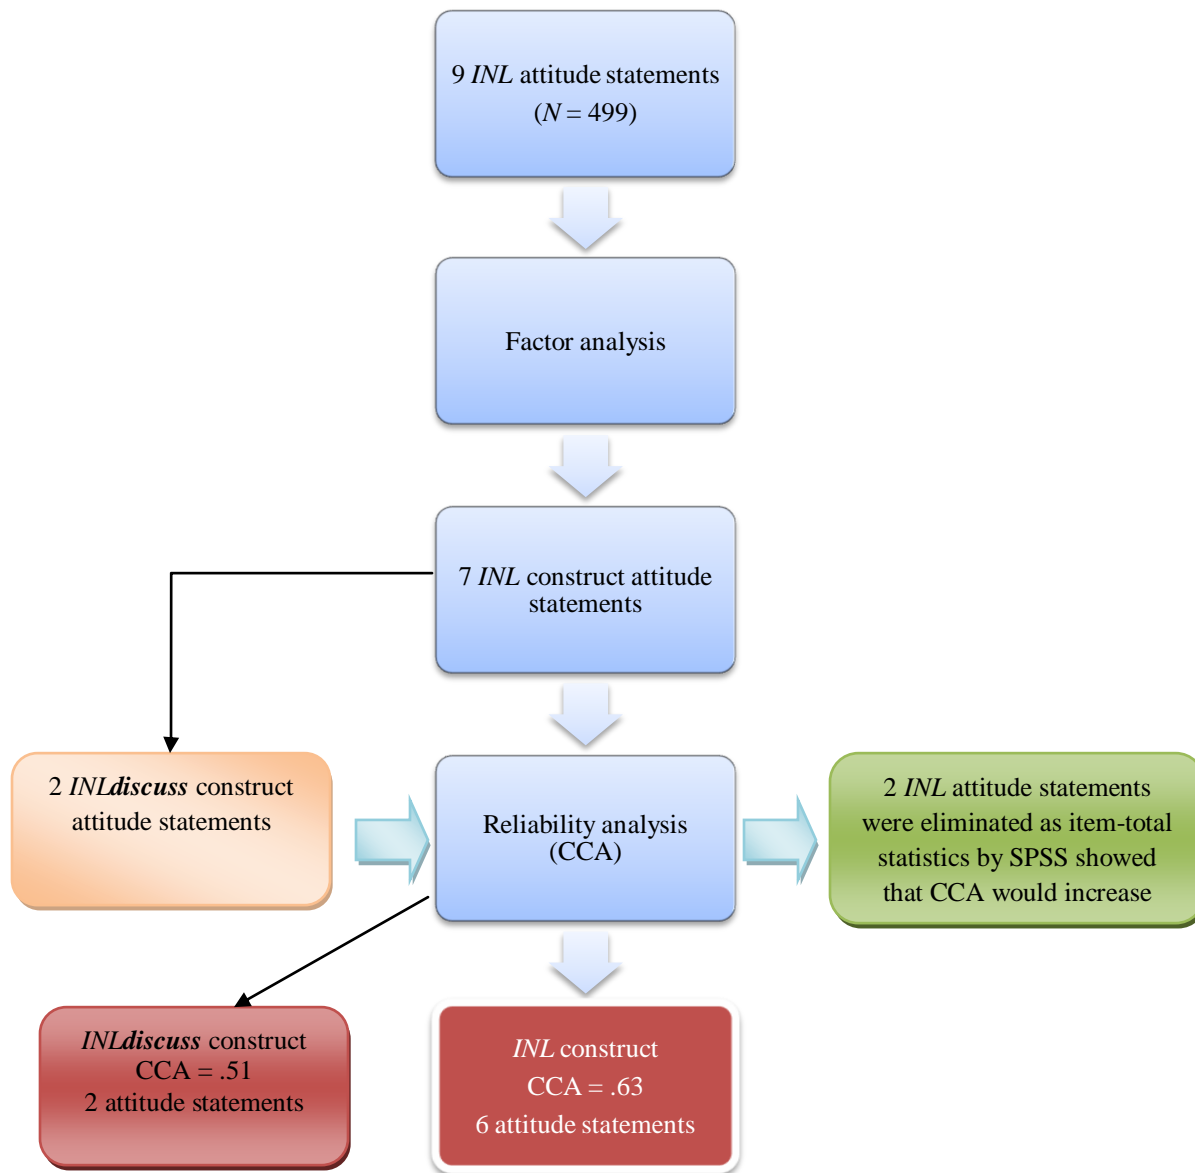 9 INL attitude statements
(N = 499)
Factor analysis
7 INL construct attitude
statements
2 INLdiscuss construct
attitude statements
Reliability analysis
(CCA)
2 INL attitude statements
were eliminated as item-total
statistics by SPSS showed
that CCA would increase
INLdiscuss construct
CCA = .51
2 attitude statements
INL construct
CCA = .63
6 attitude statements